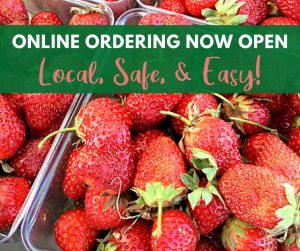 ONLINE ORDERING NOW OPEN
Local, Safe, & Easy!